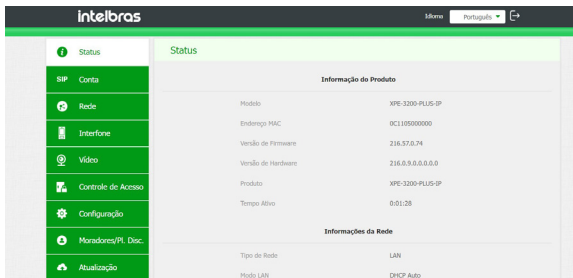 intelbras
Idioma Português
Status
SIP Conta
Rede
Interfone
Vídeo
Controle de Acesso
Configuração
Moradores/Pl. Disc.
Atualização
Status
Informação do Produto
Modelo XPE-3200-PLUS-IP
Endereço MAC 0C1105000000
Versão de Firmware 216.57.0.74
Versão de Hardware 216.0.9.0.0.0.0.0
Produto XPE-3200-PLUS-IP
Tempo Ativo 0:01:28
Informações da Rede
Tipo de Rede LAN
Modo LAN DHCP Auto